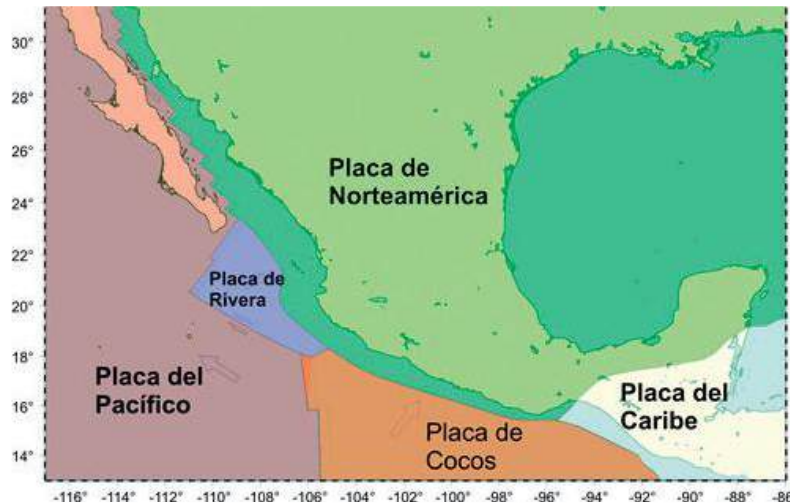 30°
28°
26°
24°
22°
20°
18°
16°
14°
Placa de
Norteamérica
Placa de
Rivera
Placa del
Pacífico
Placa de
Cocos
Placa del
Caribe
-116° -114° -112° -110° -108° -106° -104° -102° -100° -98° -96° -94° -92° -90° -88°